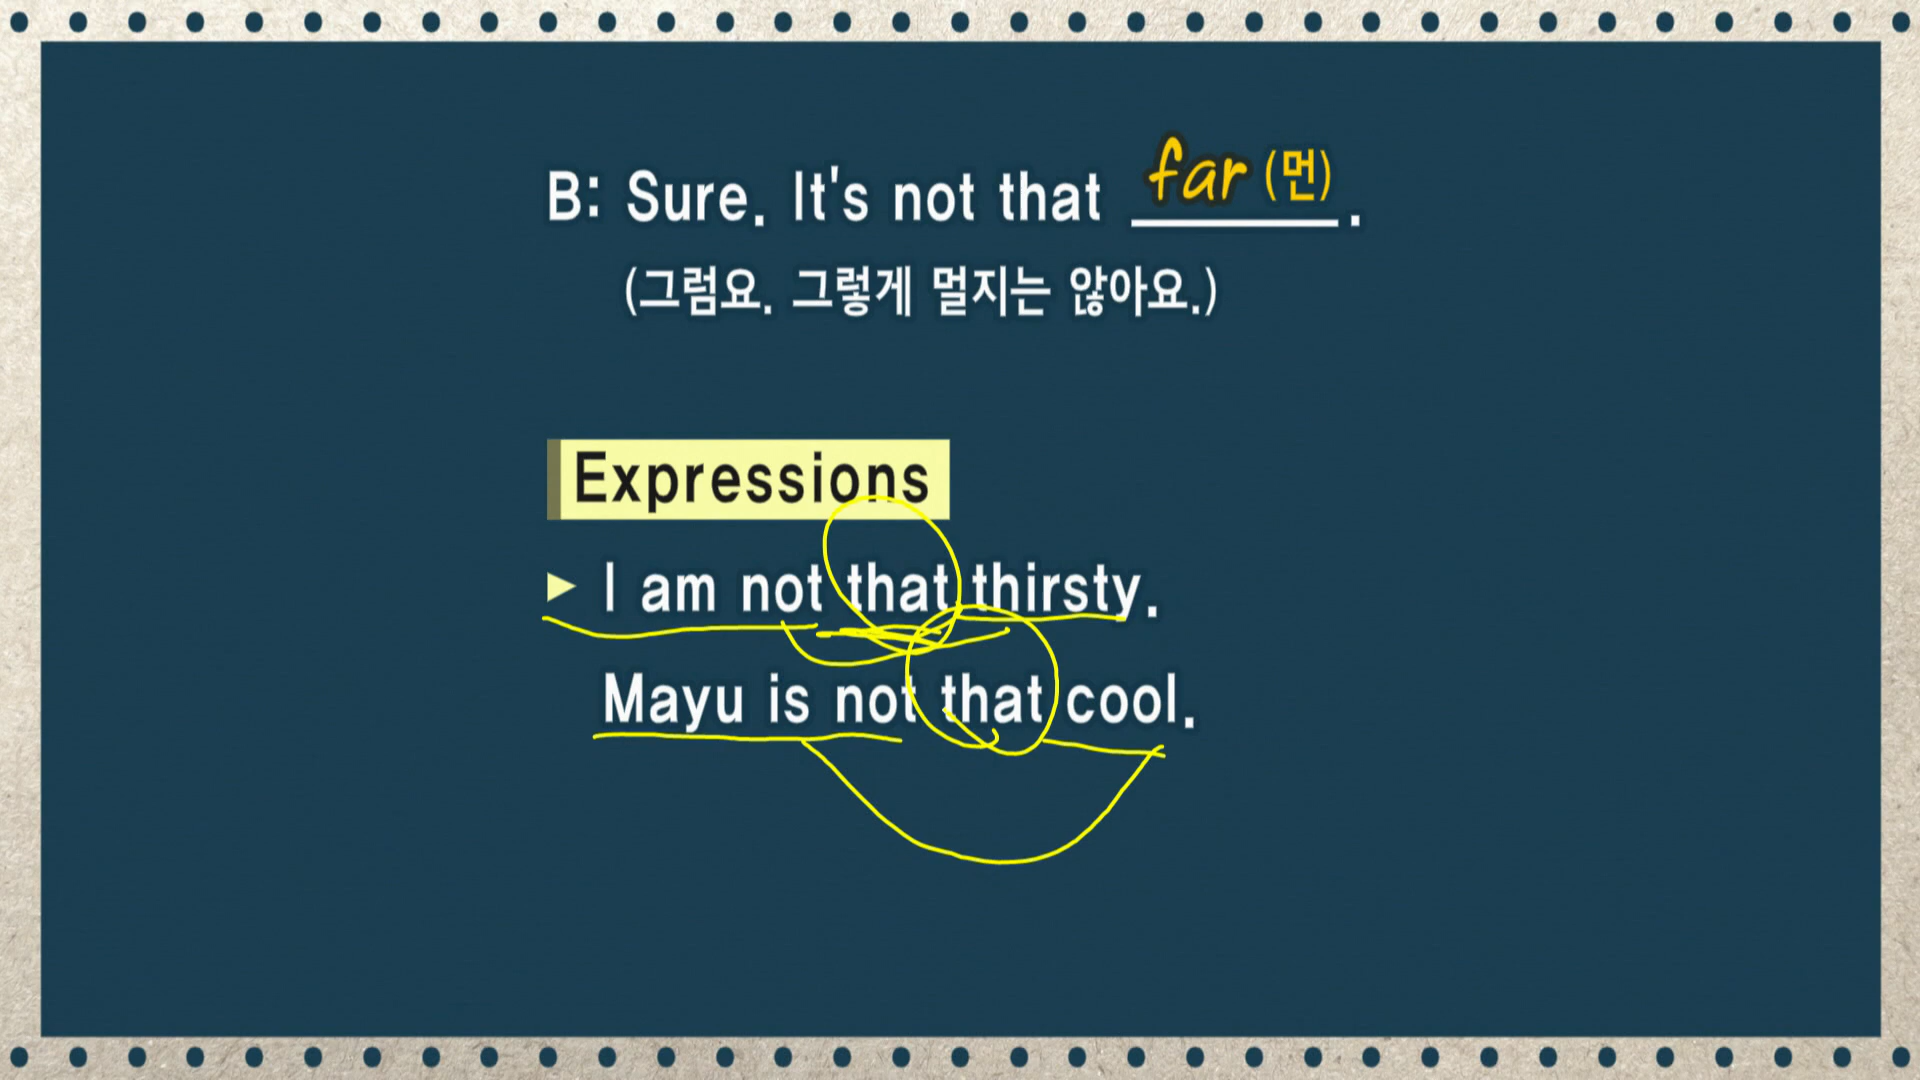 B: Sure. It's not that far (먼).
(그럼요. 그렇게 멀지는 않아요.)
Expressions
▶ I am not that thirsty.
Mayu is not that cool.